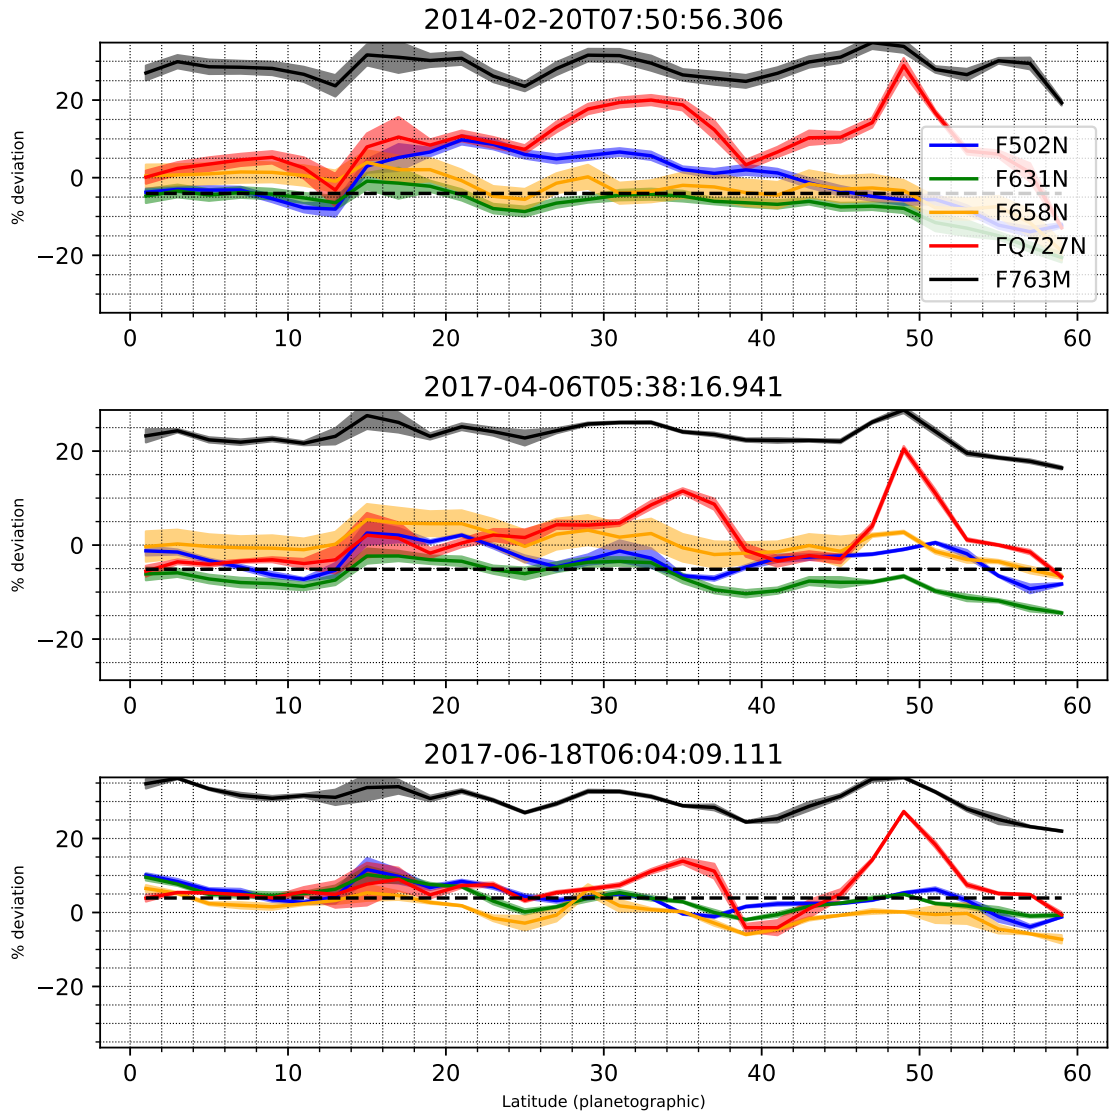 2014-02-20T07:50:56.306
% deviation
20
0
−20
F502N
F631N
F658N
FQ727N
F763M
0 10 20 30 40 50 60
2017-04-06T05:38:16.941
% deviation
20
0
−20
0 10 20 30 40 50 60
2017-06-18T06:04:09.111
% deviation
20
0
−20
0 10 20 30 40 50 60
Latitude (planetographic)